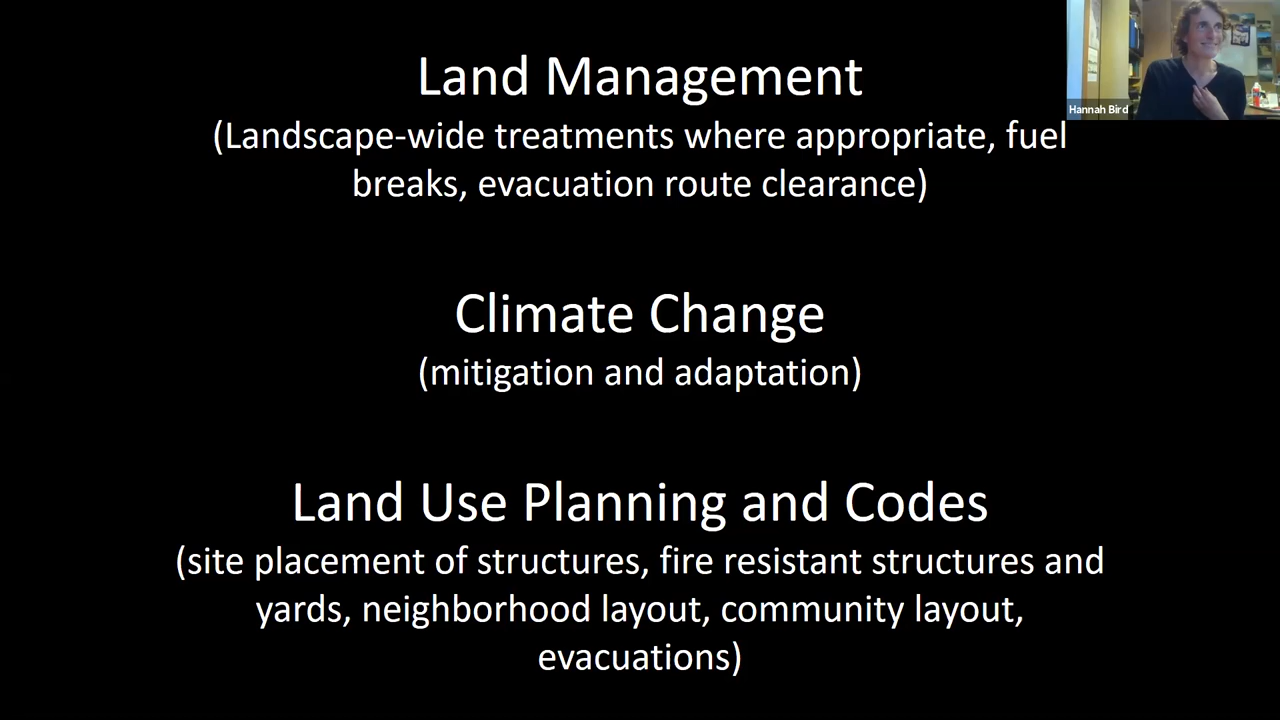 Land Management
(Landscape-wide treatments where appropriate, fuel
breaks, evacuation route clearance)
Climate Change
(mitigation and adaptation)
Land Use Planning and Codes
(site placement of structures, fire resistant structures and
yards, neighborhood layout, community layout,
evacuations)
Hannah Bird